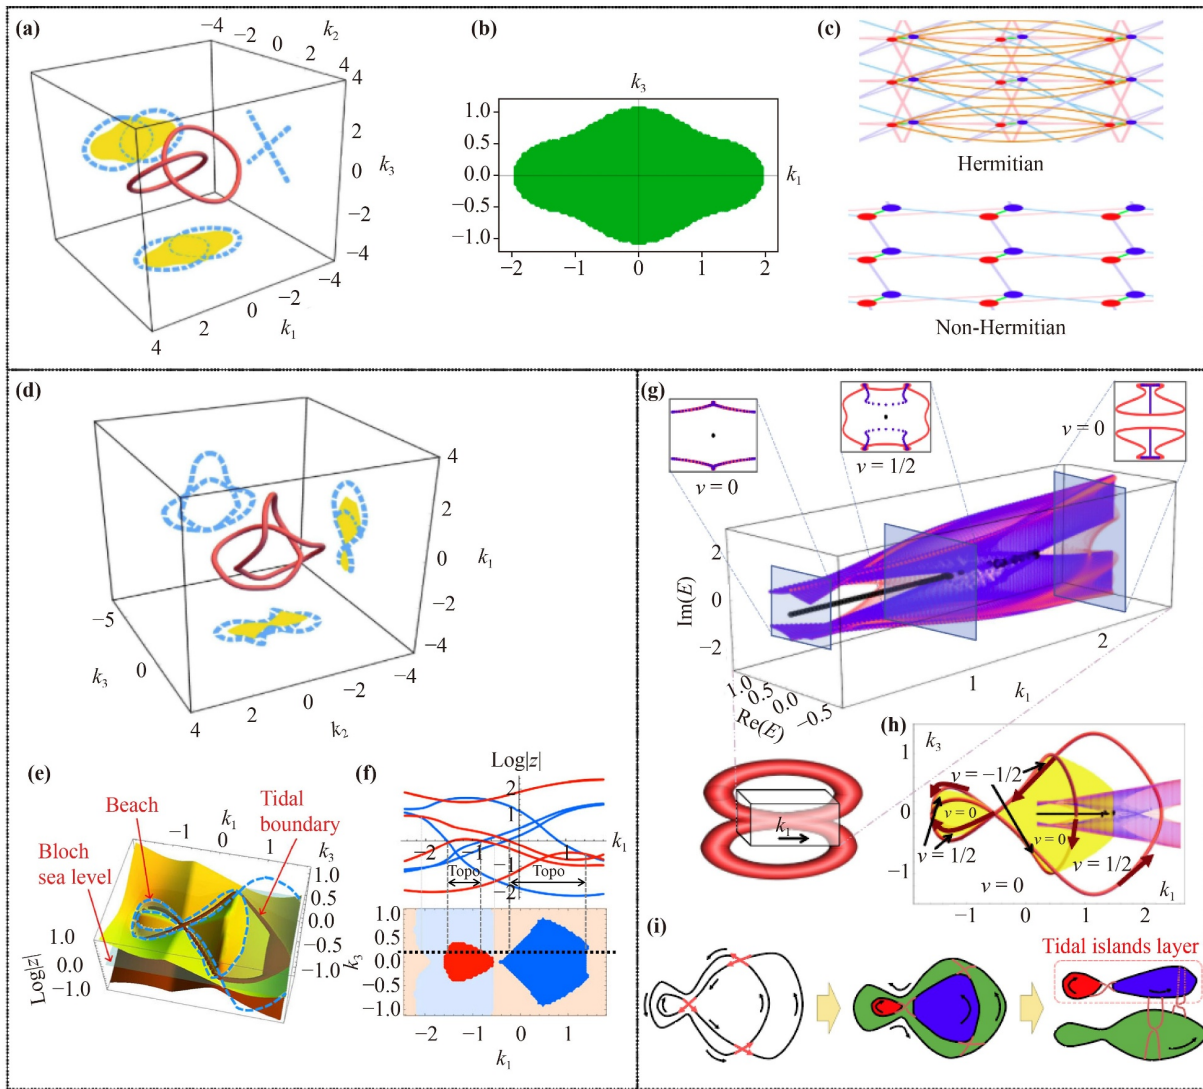 (a)
−4
−2
0
2
4
k2
4
2
0
−2
−4
k3
−4
−2
0
2
4
k1
(b)
k3
1.0
0.5
0.0
−0.5
−1.0
k1
−2
−1
0
1
2
(c)
Hermitian
Non-Hermitian
(d)
4
2
0
−2
−4
k1
−5
0
k3
4
2
0
−2
−4
k2
(e)
Beach
Bloch
sea level
Tidal
boundary
k1
−1
0
1
k3
1.0
0.5
0.0
−0.5
−1.0
Log|z|
1.0
0.0
−1.0
(f)
Log|z|
2
1
−1
−2
−2
−1
1
k1
Topo
Topo
1.0
0.5
0.0
−0.5
−1.0
k3
−2
−1
0
1
k1
(g)
v = 0
v = 1/2
v = 0
Im(E)
2
0
−2
1.0
0.5
0.0
−0.5
Re(E)
1
2
k1
k1
(h)
k3
1
0
−1
v = −1/2
v = 0
v = 0
v = 1/2
v = 1/2
v = 0
−1
0
1
2
k1
(i)
Tidal islands layer